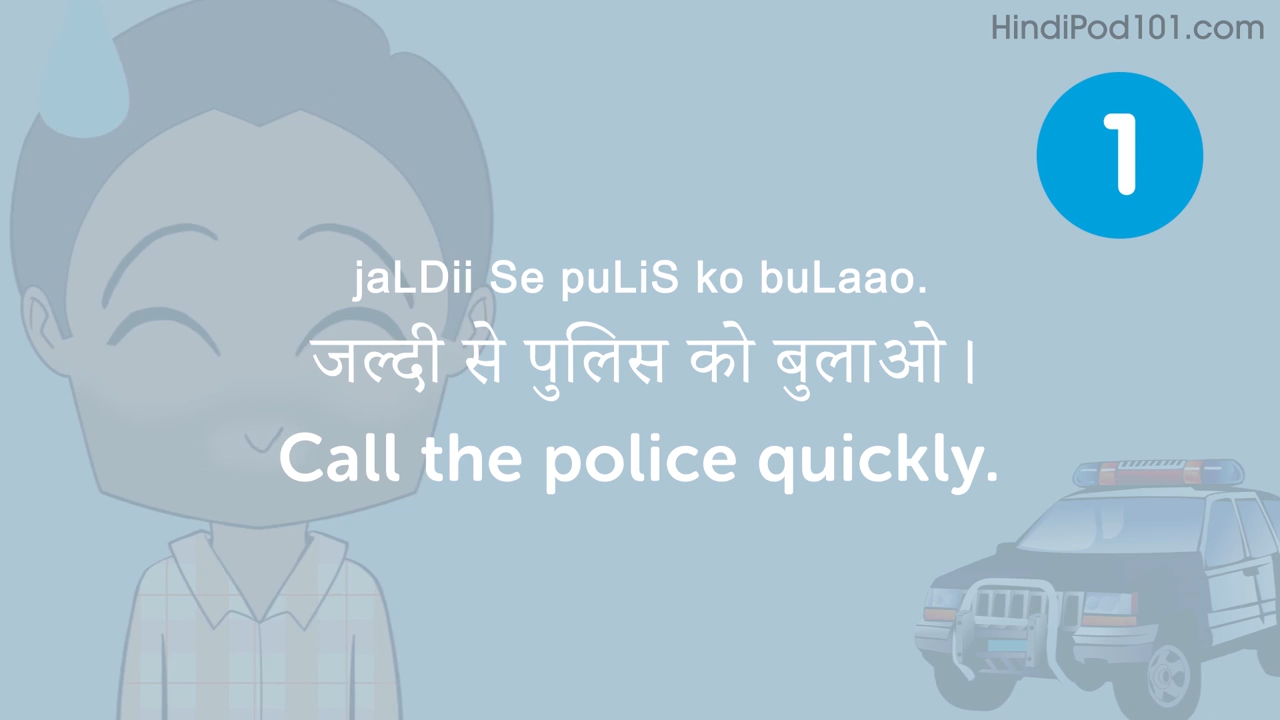 HindiPod101.com
1
jaLDii Se puLiS ko buLaao.
जल्दी से पुलिस को बुलाओ।
Call the police quickly.